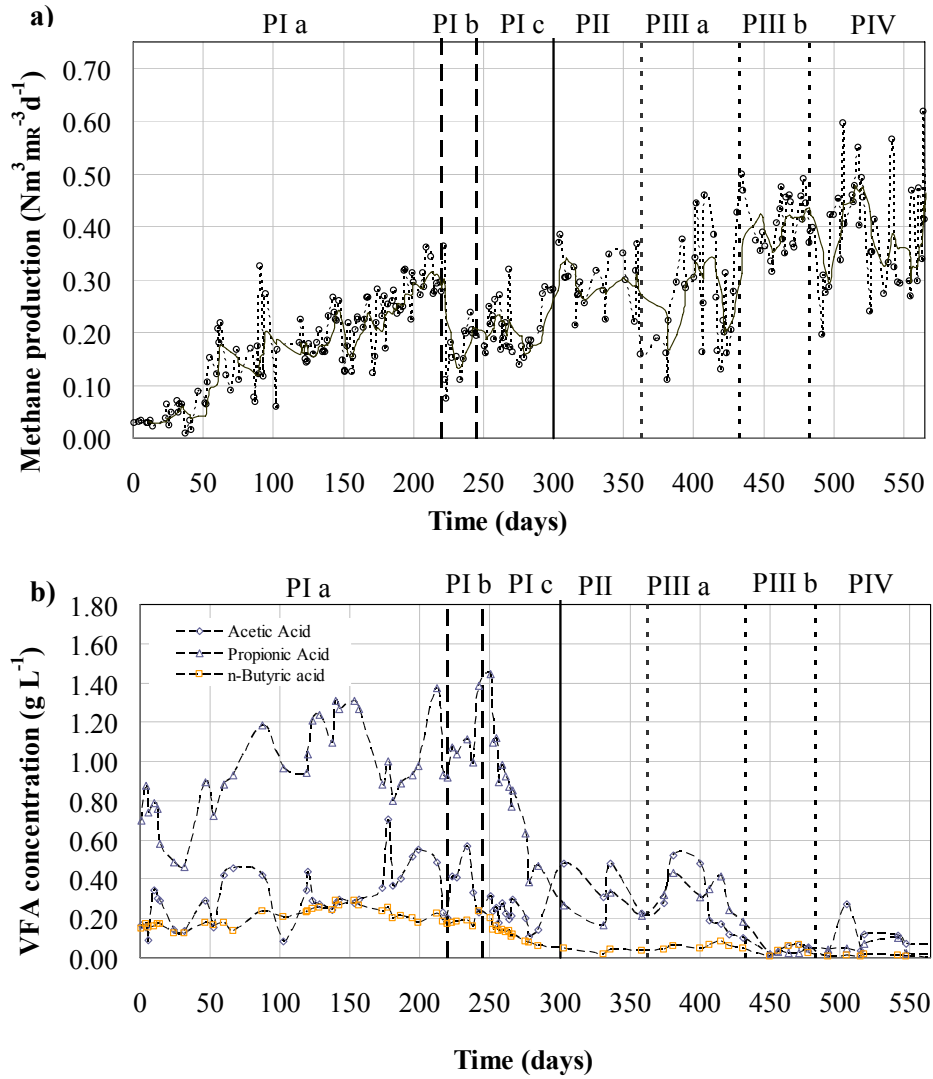 a)
PI a PI b PI c PII PIII a PIII b PIV
Methane production (Nm³ mR⁻³d⁻¹)
0.70
0.60
0.50
0.40
0.30
0.20
0.10
0.00
0 50 100 150 200 250 300 350 400 450 500 550
Time (days)
b)
PI a PI b PI c PII PIII a PIII b PIV
VFA concentration (g L⁻¹)
1.80
1.60
1.40
1.20
1.00
0.80
0.60
0.40
0.20
0.00
Acetic Acid
Propionic Acid
n-Butyric acid
0 50 100 150 200 250 300 350 400 450 500 550
Time (days)